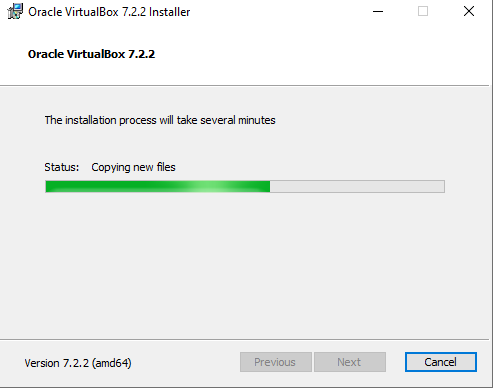 Oracle VirtualBox 7.2.2 Installer
Oracle VirtualBox 7.2.2
The installation process will take several minutes
Status: Copying new files
Version 7.2.2 (amd64)
Previous
Next
Cancel